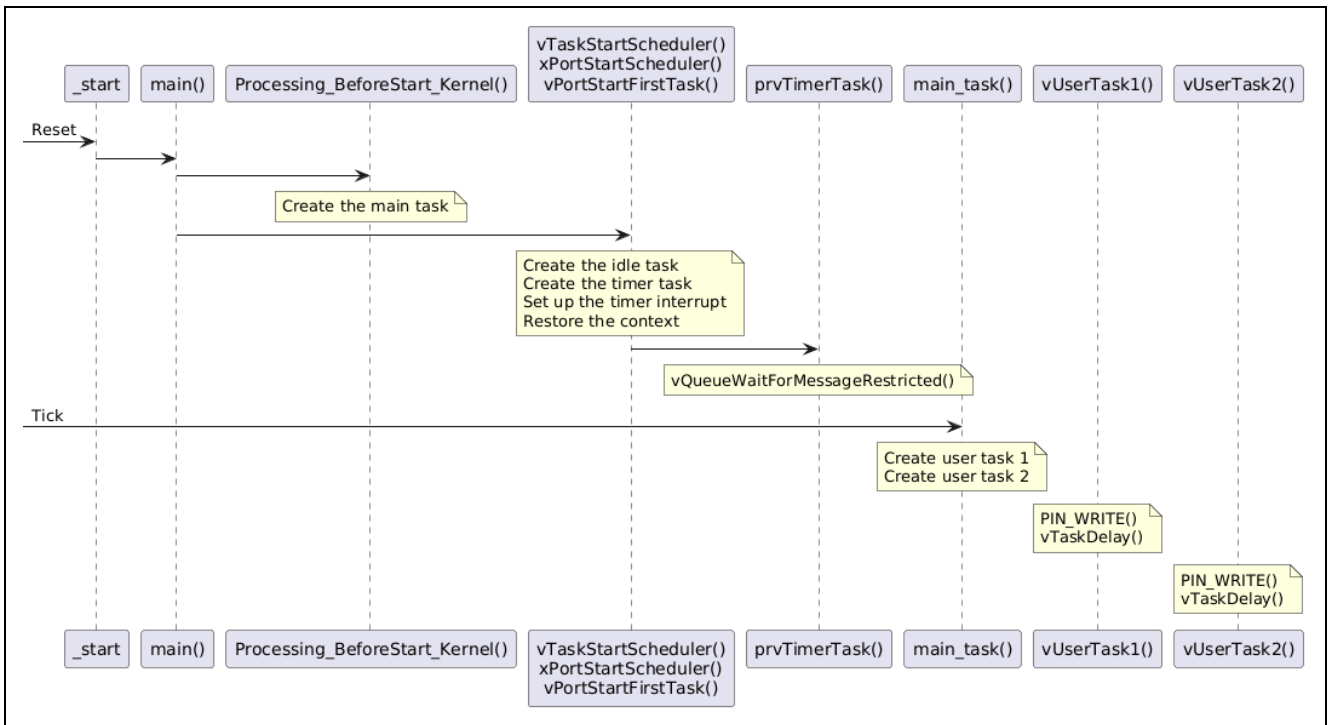 _start
main()
Processing_BeforeStart_Kernel()
vTaskStartScheduler()
xPortStartScheduler()
vPortStartFirstTask()
prvTimerTask()
main_task()
vUserTask1()
vUserTask2()
Reset
Create the main task
Create the idle task
Create the timer task
Set up the timer interrupt
Restore the context
vQueueWaitForMessageRestricted()
Tick
Create user task 1
Create user task 2
PIN_WRITE()
vTaskDelay()
PIN_WRITE()
vTaskDelay()
_start
main()
Processing_BeforeStart_Kernel()
vTaskStartScheduler()
xPortStartScheduler()
vPortStartFirstTask()
prvTimerTask()
main_task()
vUserTask1()
vUserTask2()